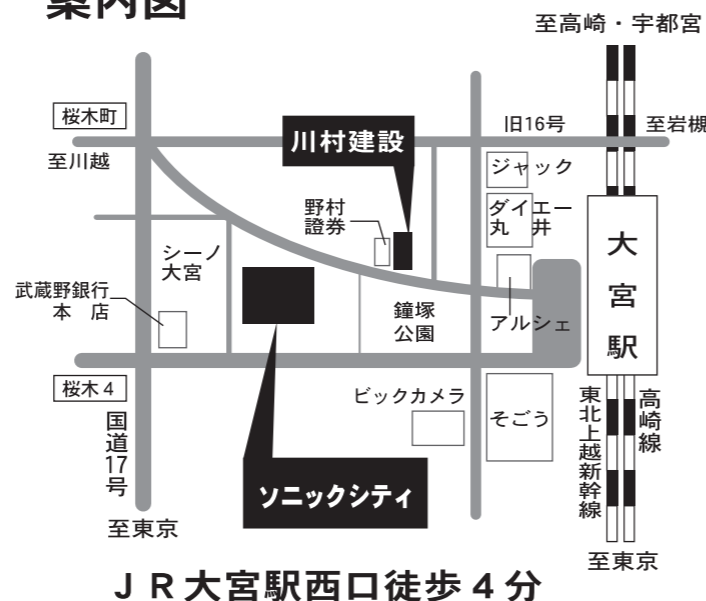 案内図
至高崎・宇都宮
桜木町
旧16号
至岩槻
川村建設
至川越
ジャック
野村
證券
ダイエー
丸 井
大宮駅
シーノ
大宮
武蔵野銀行
本 店
鐘塚
公園
アルシェ
桜木4
ビックカメラ
そごう
東北上越新幹線
高崎線
国道17号
ソニックシティ
至東京
至東京
JR大宮駅西口徒歩4分